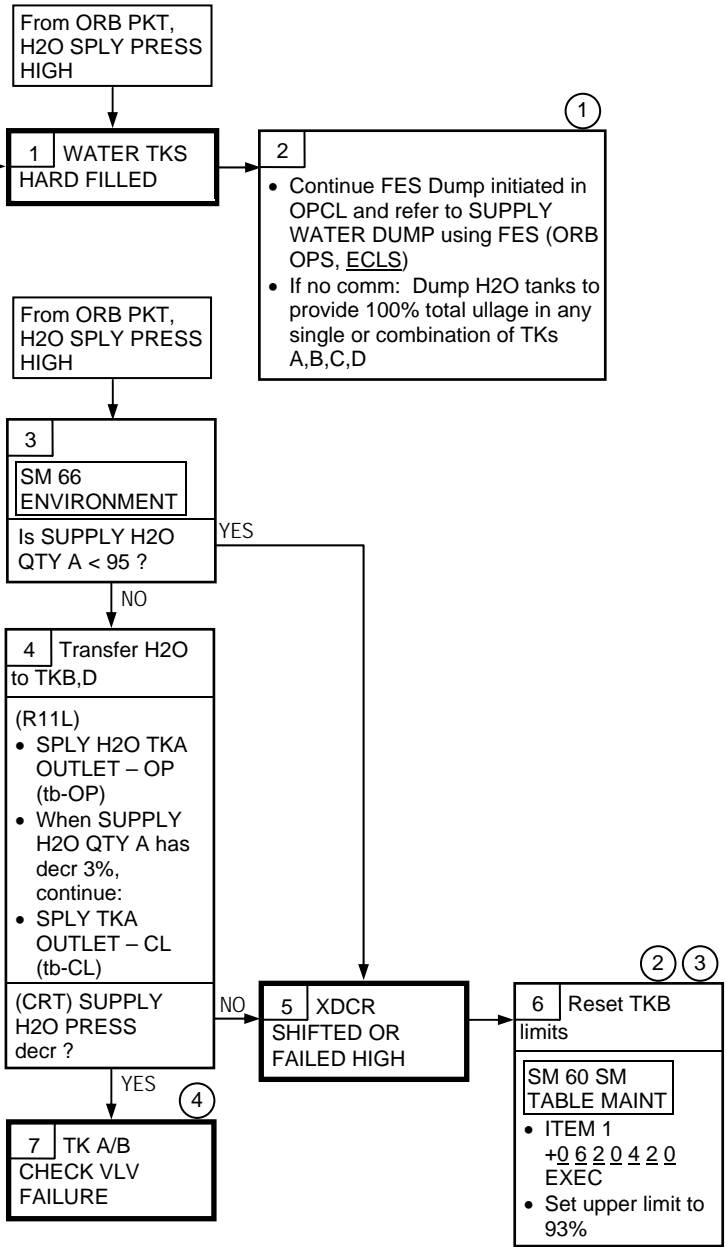 From ORB PKT,
H2O SPLY PRESS
HIGH
1 WATER TKS
HARD FILLED
1
2
• Continue FES Dump initiated in
OPCL and refer to SUPPLY
WATER DUMP using FES (ORB
OPS, ECLS)
• If no comm: Dump H2O tanks to
provide 100% total ullage in any
single or combination of TKs
A,B,C,D
From ORB PKT,
H2O SPLY PRESS
HIGH
3
SM 66
ENVIRONMENT
Is SUPPLY H2O
QTY A < 95 ?
YES
NO
4 Transfer H2O
to TKB,D
(R11L)
• SPLY H2O TKA
OUTLET – OP
(tb-OP)
• When SUPPLY
H2O QTY A has
decr 3%,
continue:
• SPLY TKA
OUTLET – CL
(tb-CL)
(CRT) SUPPLY
H2O PRESS
decr ?
NO
YES
5 XDCR
SHIFTED OR
FAILED HIGH
2 3
6 Reset TKB
limits
SM 60 SM
TABLE MAINT
• ITEM 1
+0 6 2 0 4 2 0
EXEC
• Set upper limit to
93%
4
7 TK A/B
CHECK VLV
FAILURE